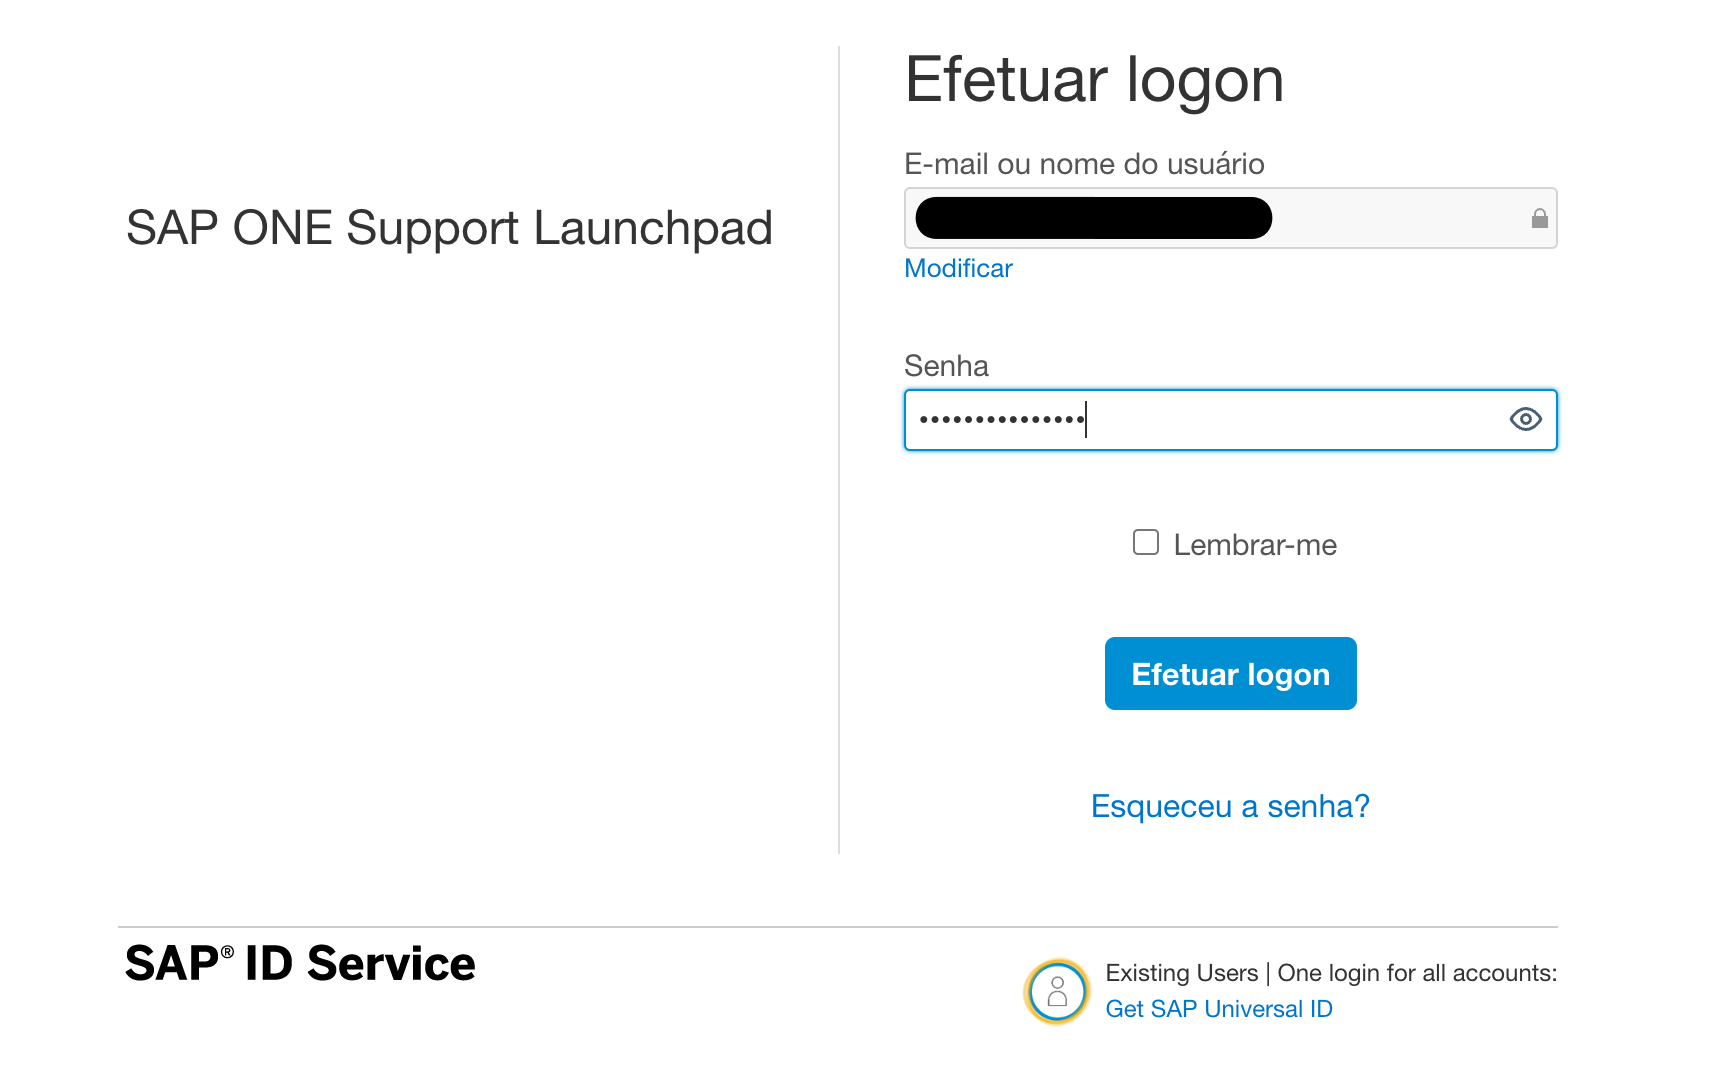 SAP ONE Support Launchpad
Efetuar logon
E-mail ou nome do usuário
Modificar
Senha
•••••••••••••••
Lembrar-me
Efetuar logon
Esqueceu a senha?
SAP® ID Service
Existing Users | One login for all accounts:
Get SAP Universal ID